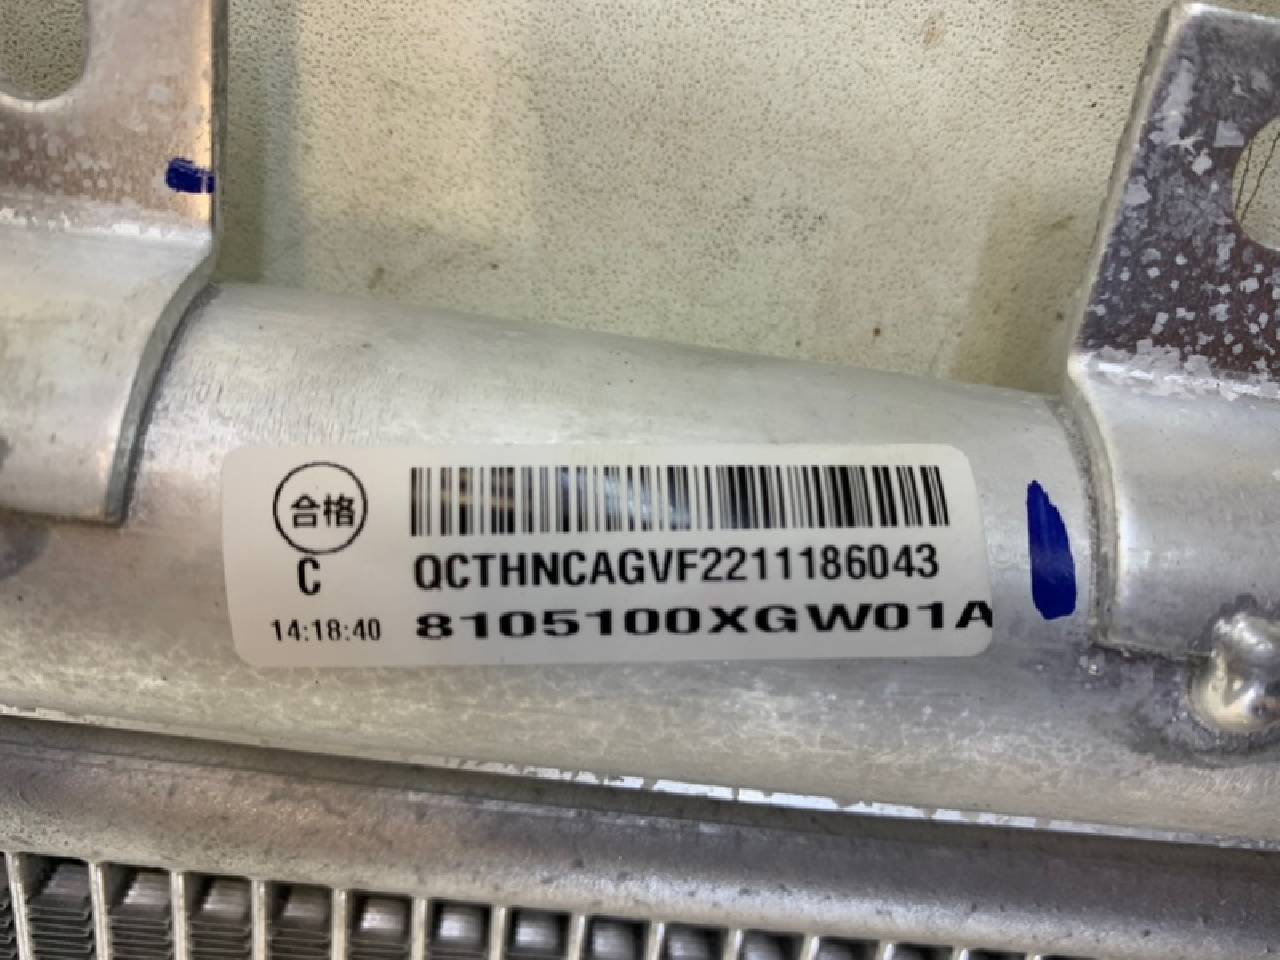 合格
C
14:18:40
QCTHNCAGVF2211186043
8105100XGW01A